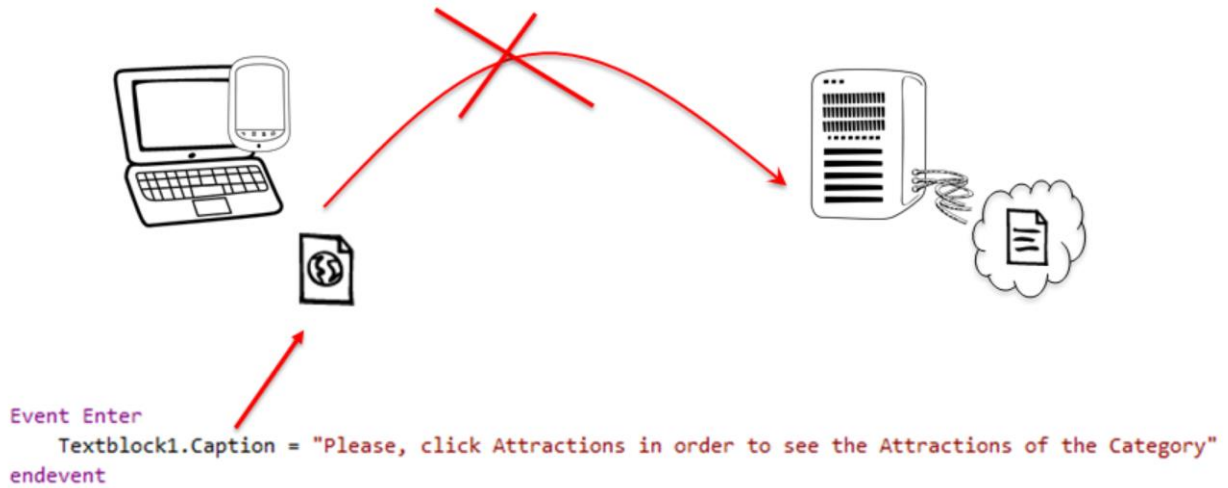 Event Enter
Textblock1.Caption = "Please, click Attractions in order to see the Attractions of the Category"
endevent